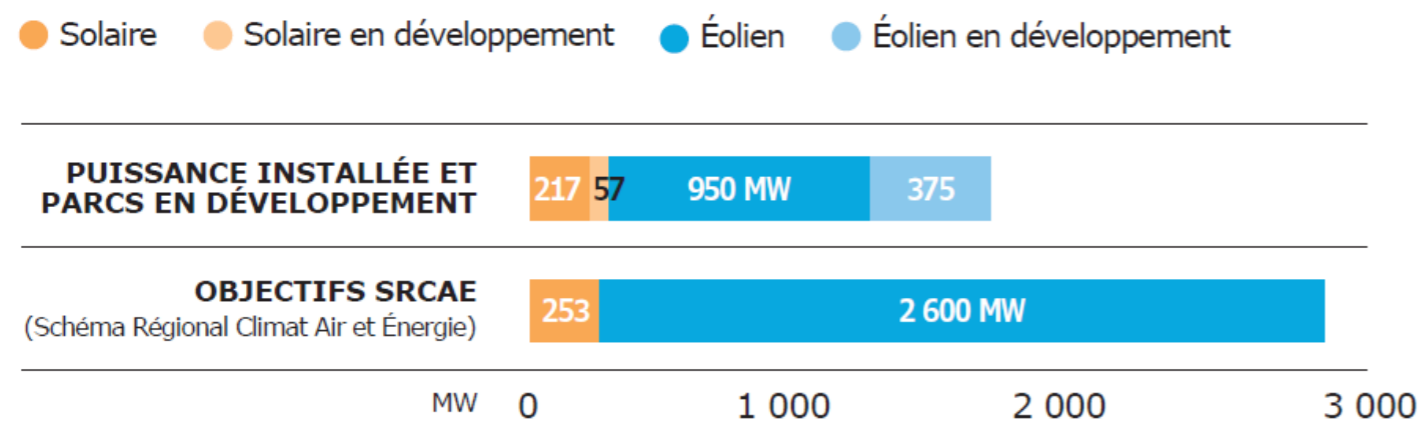 Solaire Solaire en développement Éolien Éolien en développement
PUISSANCE INSTALLÉE ET
PARCS EN DÉVELOPPEMENT
217 57 950 MW 375
OBJECTIFS SRCAE
(Schéma Régional Climat Air et Énergie)
253 2 600 MW
MW 0 1 000 2 000 3 000